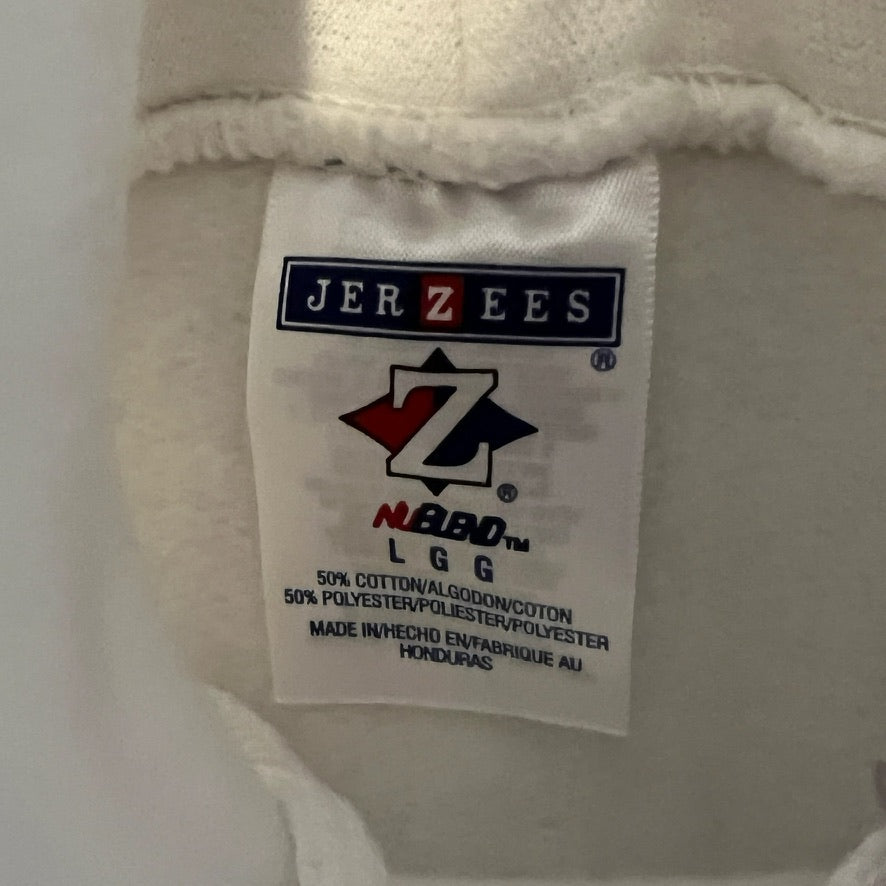 JERZEES
®
Z
®
NUBLEND™
L G G
50% COTTON/ALGODON/COTON
50% POLYESTER/POLIESTER/POLYESTER
MADE IN/HECHO EN/FABRIQUE AU
HONDURAS